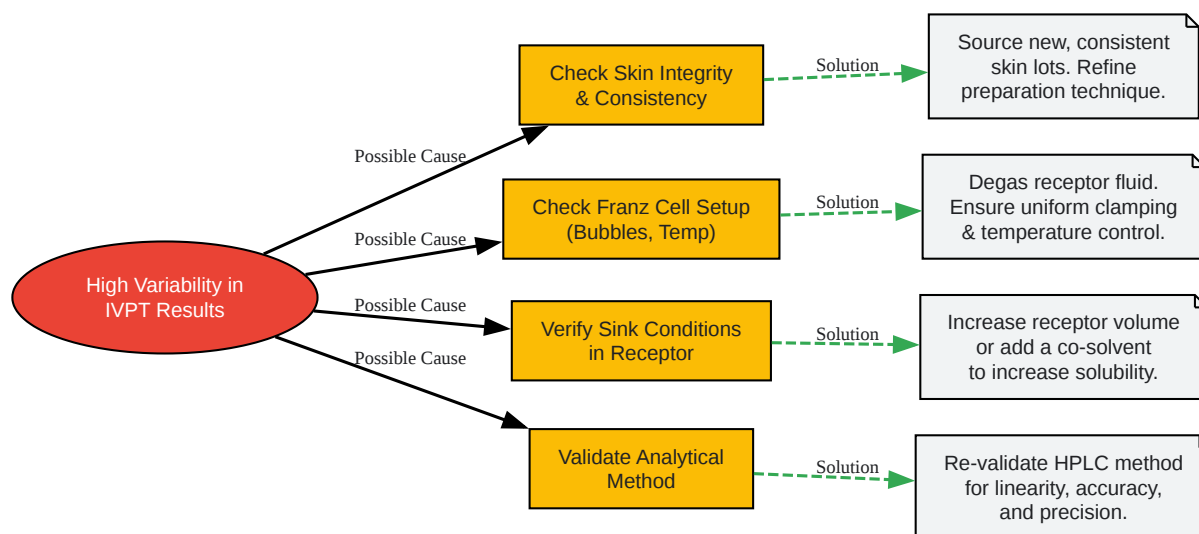 High Variability in
IVPT Results
Possible Cause
Check Skin Integrity
& Consistency
Solution
Source new, consistent
skin lots. Refine
preparation technique.
Possible Cause
Check Franz Cell Setup
(Bubbles, Temp)
Solution
Degas receptor fluid.
Ensure uniform clamping
& temperature control.
Possible Cause
Verify Sink Conditions
in Receptor
Solution
Increase receptor volume
or add a co-solvent
to increase solubility.
Possible Cause
Validate Analytical
Method
Solution
Re-validate HPLC method
for linearity, accuracy,
and precision.